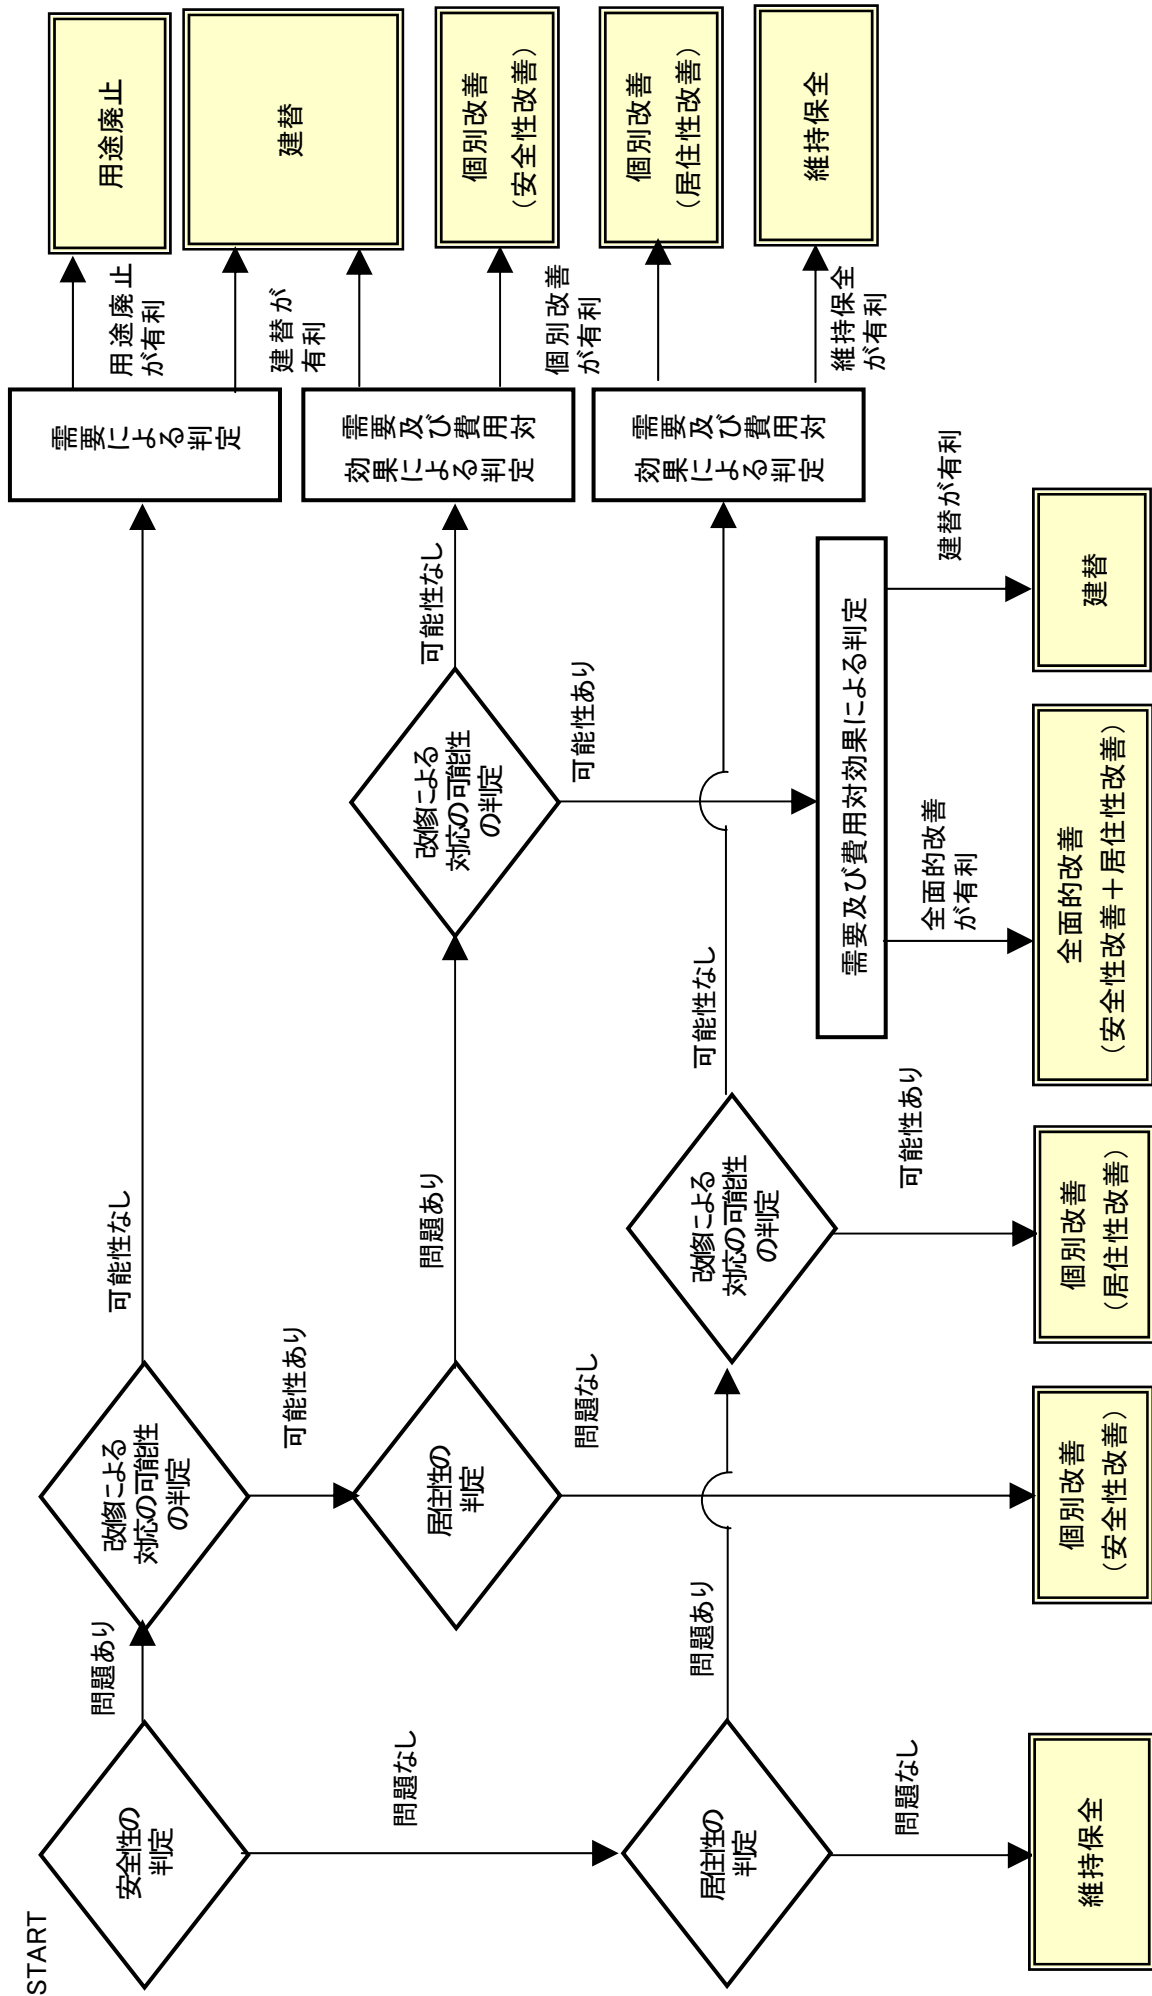 START
安全性の
判定
問題あり
改修による
対応の可能性
の判定
可能性なし
需要による判定
用途廃止
が有利
用途廃止
建替が
有利
建替
問題なし
可能性あり
居住性の
判定
問題あり
改修による
対応の可能性
の判定
可能性なし
需要及び費用対
効果による判定
個別改善
が有利
個別改善
(安全性改善)
問題なし
可能性あり
居住性の
判定
問題あり
改修による
対応の可能性
の判定
可能性なし
需要及び費用対
効果による判定
個別改善
(居住性改善)
維持保全
が有利
維持保全
問題なし
可能性あり
需要及び費用対効果による判定
全面的改善
が有利
建替が有利
維持保全
個別改善
(安全性改善)
個別改善
(居住性改善)
全面的改善
(安全性改善+居住性改善)
建替